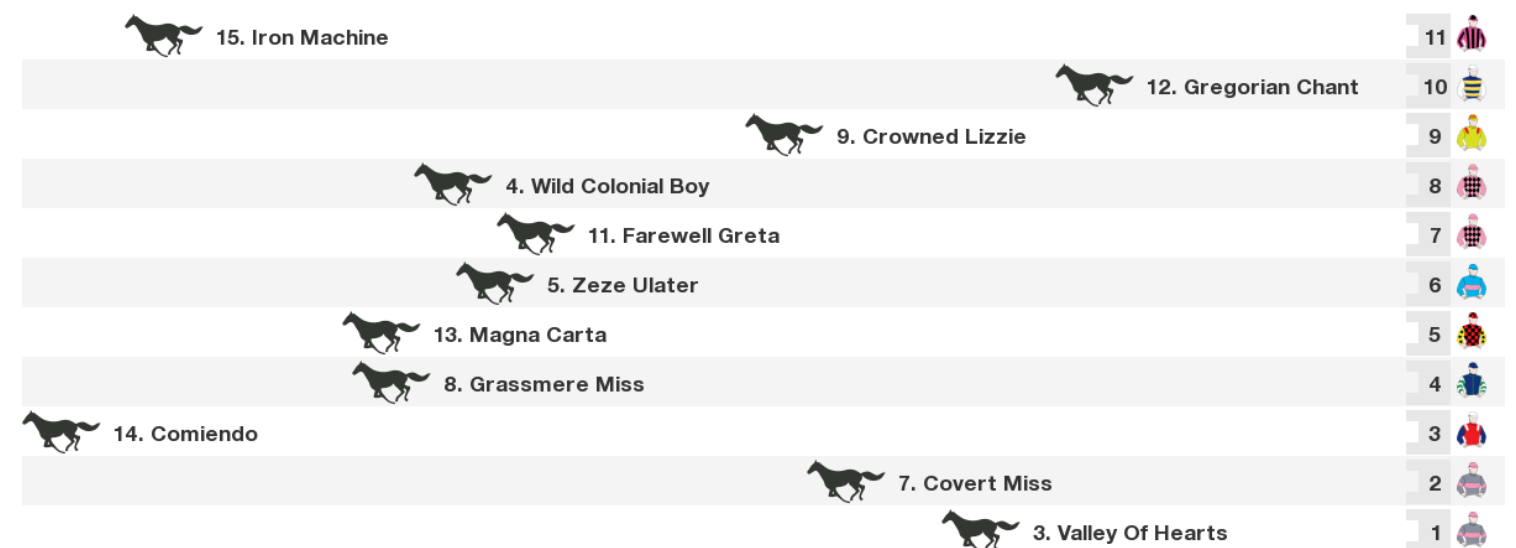 15. Iron Machine 11
12. Gregorian Chant 10
9. Crowned Lizzie 9
4. Wild Colonial Boy 8
11. Farewell Greta 7
5. Zeze Ulater 6
13. Magna Carta 5
8. Grassmere Miss 4
14. Comiendo 3
7. Covert Miss 2
3. Valley Of Hearts 1